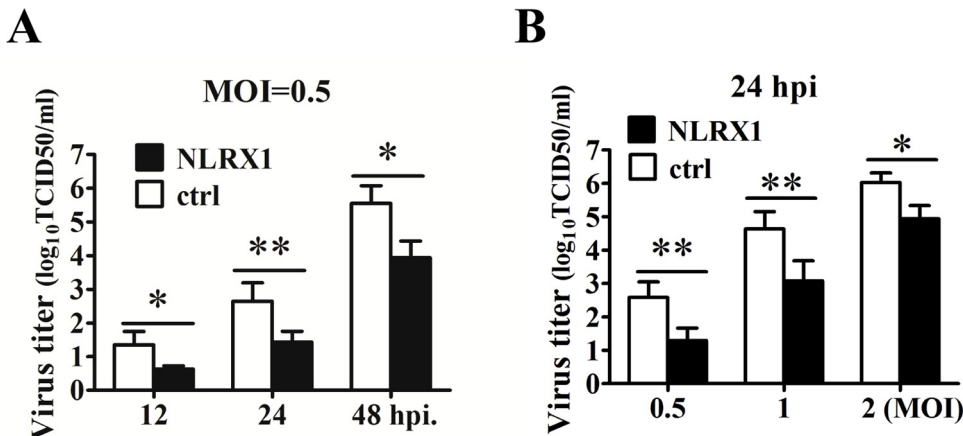 A
MOI=0.5
NLRX1
ctrl
Virus titer (log10TCID50/ml)
7
6
5
4
3
2
1
0
*
**
*
12 24 48 hpi.
B
24 hpi
NLRX1
ctrl
Virus titer (log10TCID50/ml)
7
6
5
4
3
2
1
0
**
**
*
0.5 1 2 (MOI)